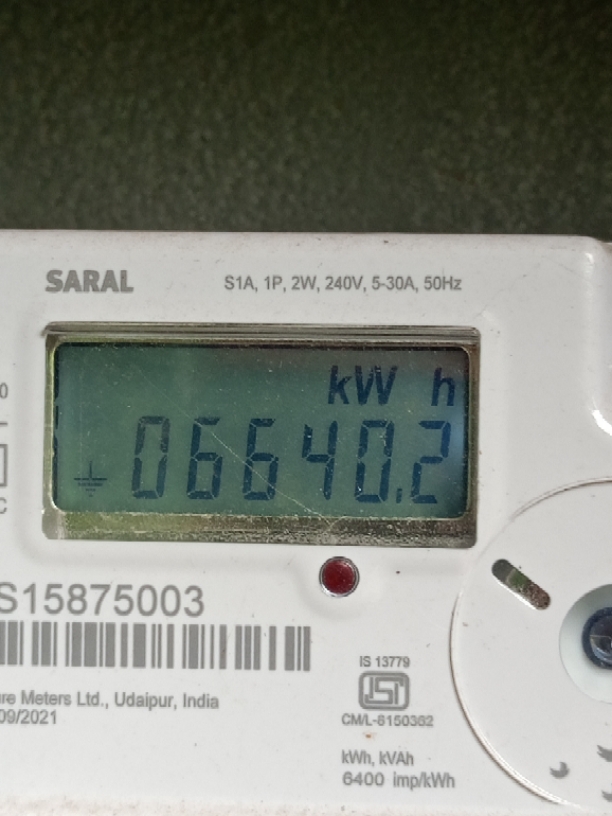 SARAL
S1A, 1P, 2W, 240V, 5-30A, 50Hz
kW h
06640.2
S15875003
IS 13779
Meters Ltd., Udaipur, India
09/2021
CM/L-6150362
kWh, kVAh
6400 imp/kWh